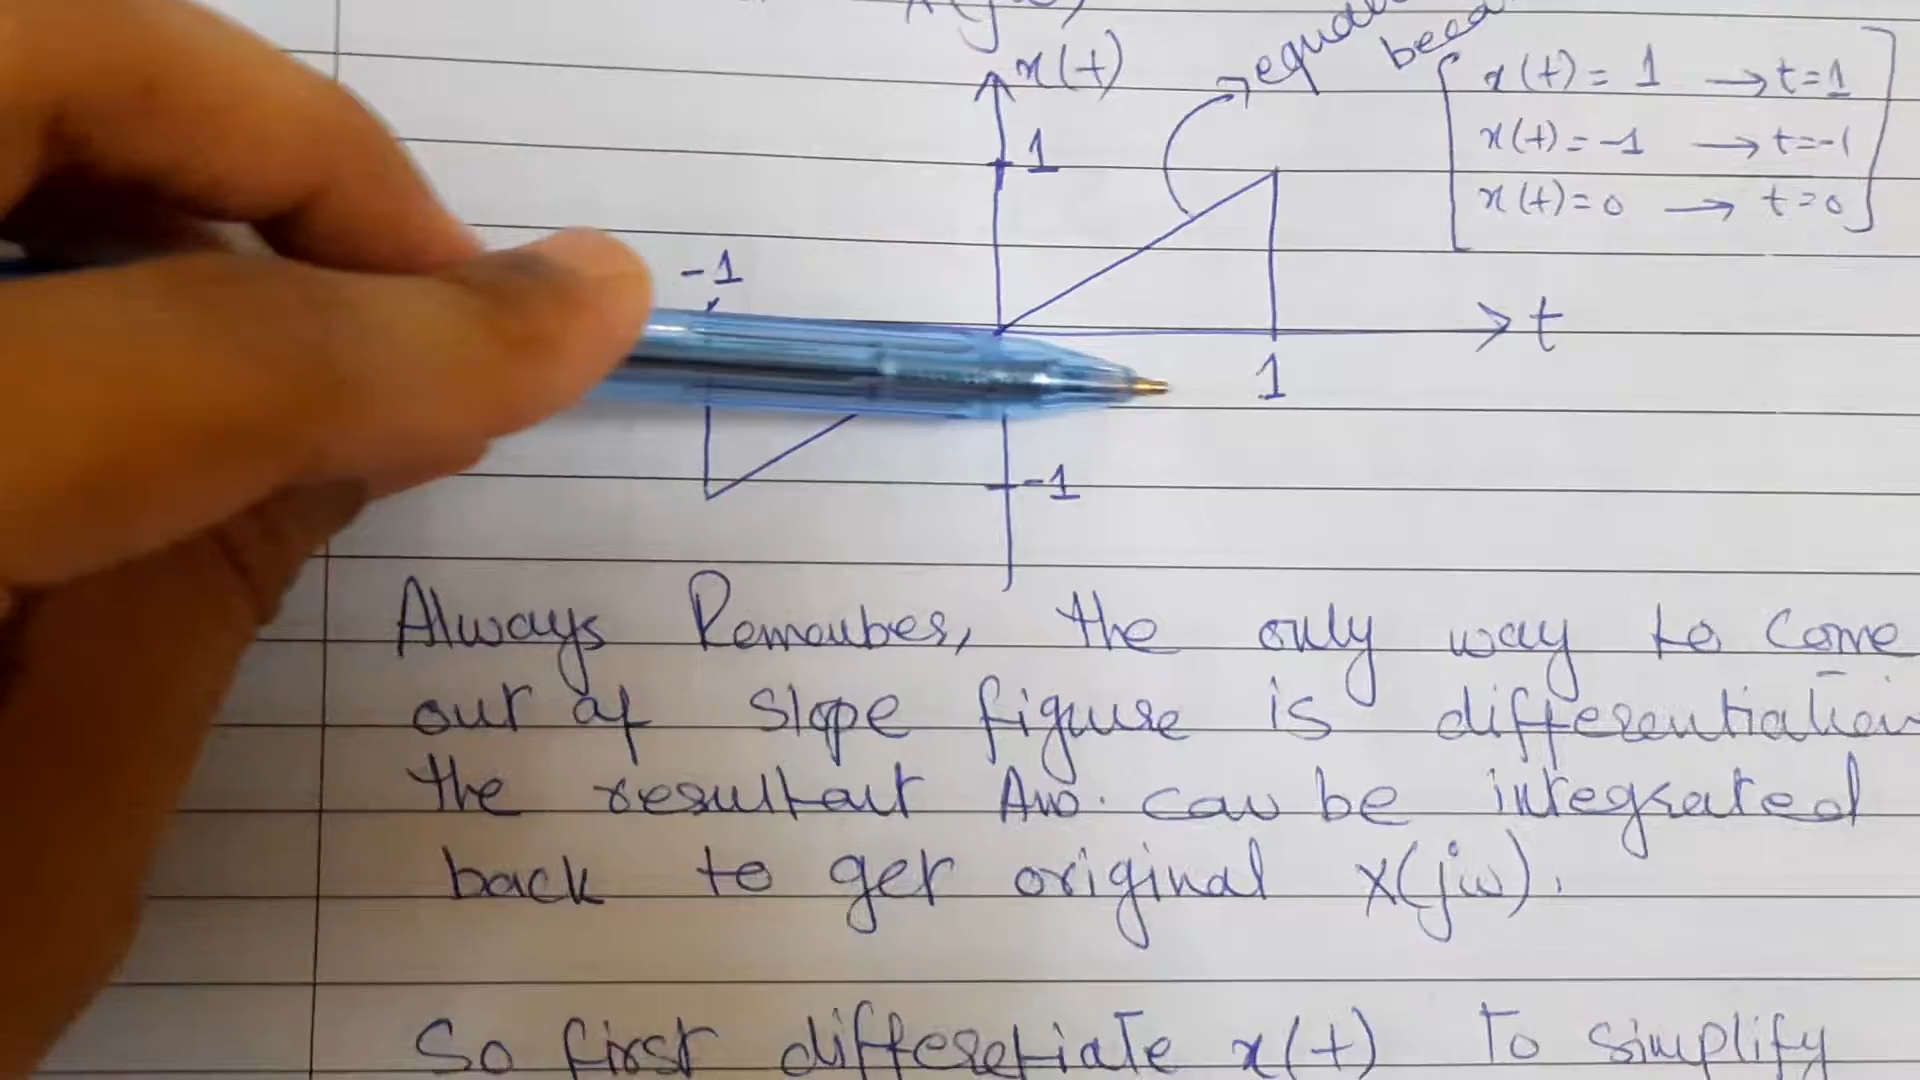 x(t)
equa
x(t) = 1 → t=1
x(t) = -1 → t=-1
x(t) = 0 → t=0
1
-1
t
1
-1
Always Remember, the only way to come
out of slope figure is differentiation
the resultant Ans. can be integrated
back to get original X(jω).
So first differetiate x(t) To simplify